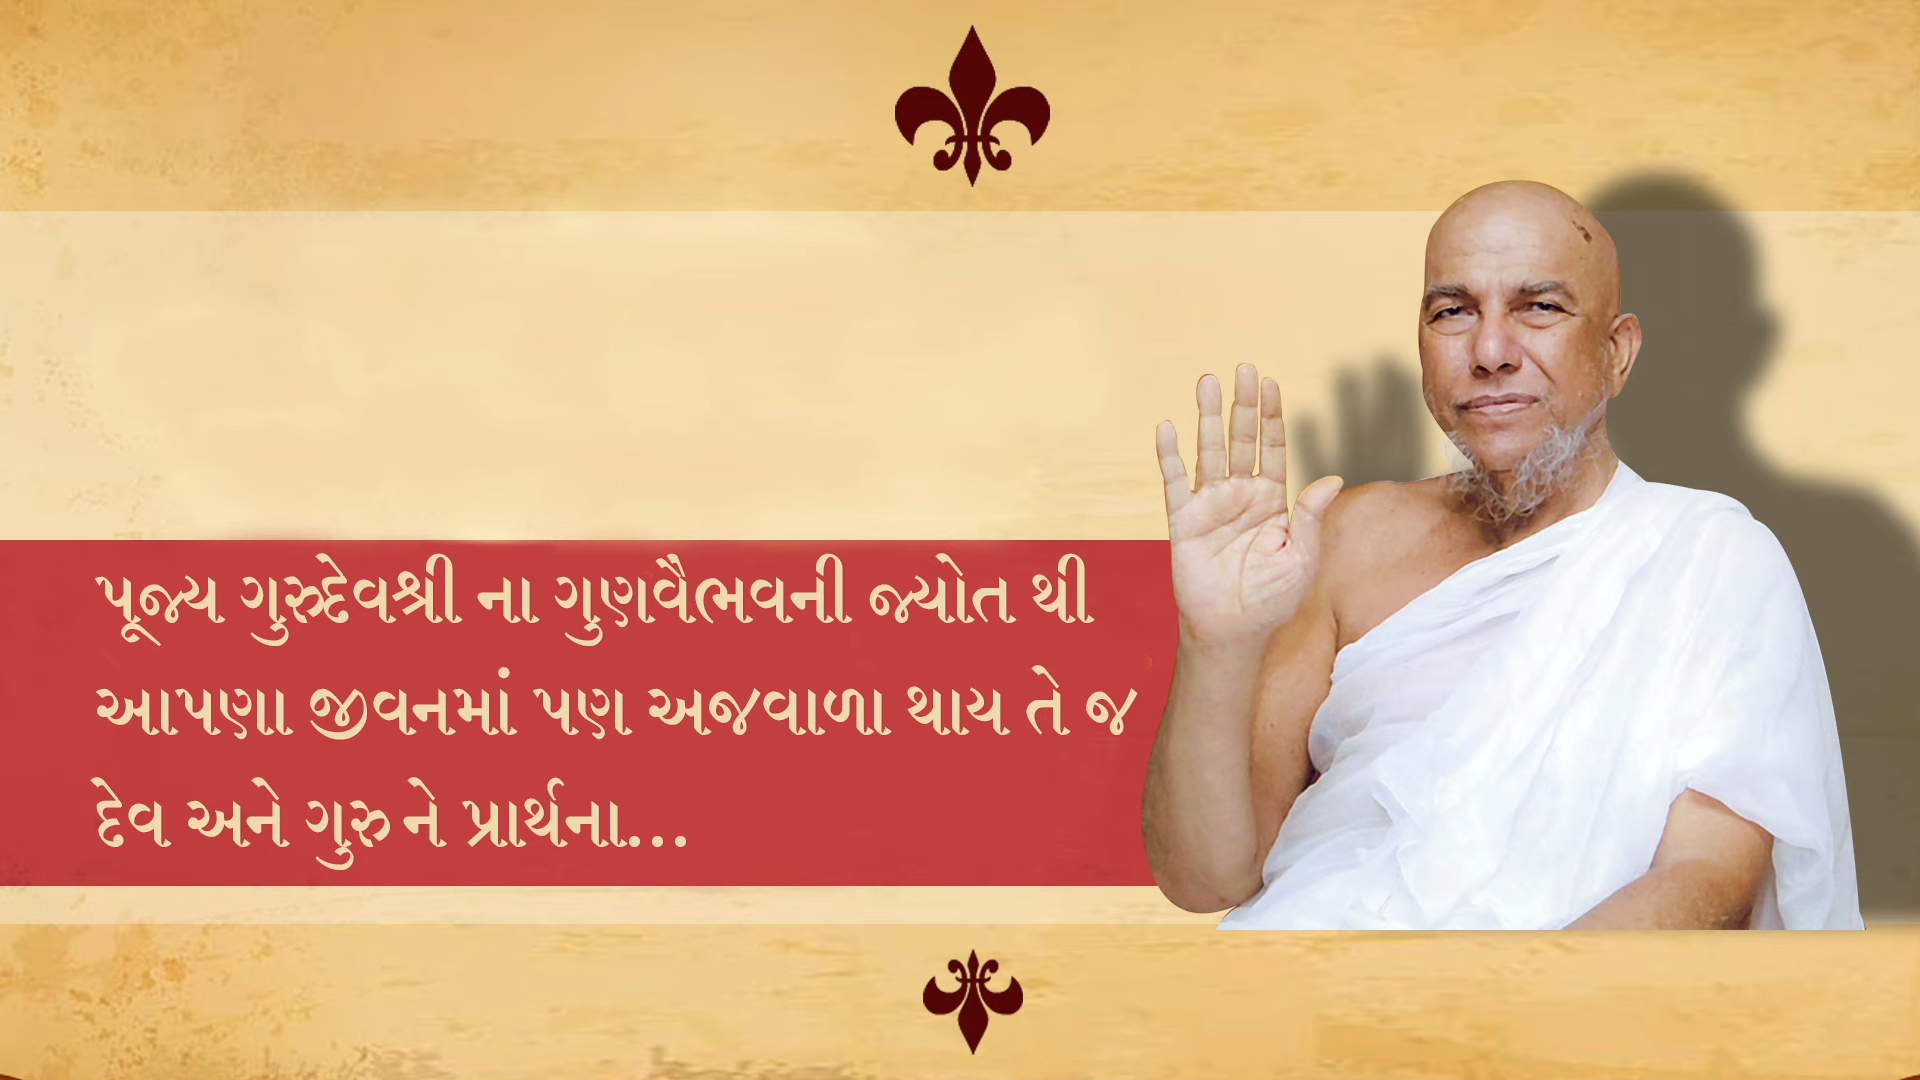 પૂજ્ય ગુરુદેવશ્રી ના ગુણવૈભવની જ્યોત થી
આપણા જીવનમાં પણ અજવાળા થાય તે જ
દેવ અને ગુરુ ને પ્રાર્થના...